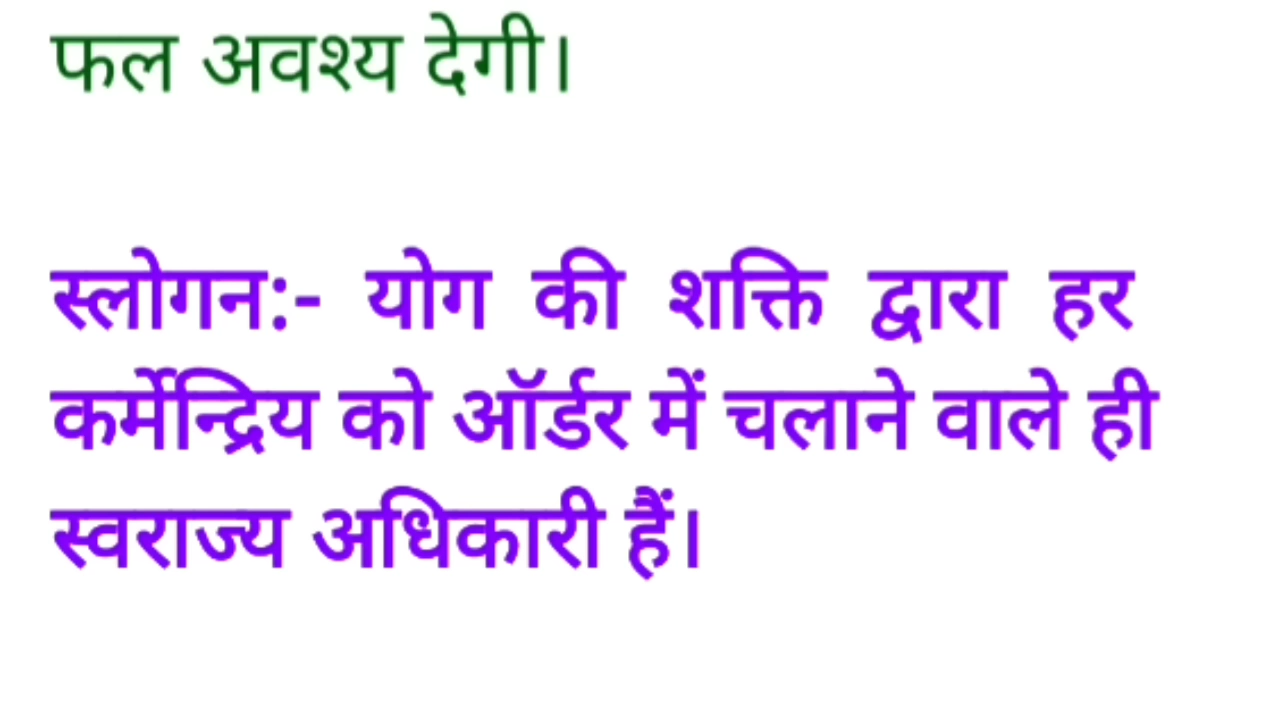 फल अवश्य देगी।
स्लोगन:- योग की शक्ति द्वारा हर
कर्मेन्द्रिय को ऑर्डर में चलाने वाले ही
स्वराज्य अधिकारी हैं।